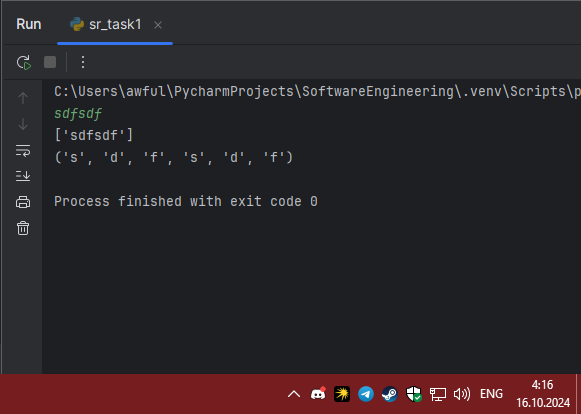 Run sr_task1
C:\Users\awful\PycharmProjects\SoftwareEngineering\.venv\Scripts\p
sdfsdf
['sdfsdf']
('s', 'd', 'f', 's', 'd', 'f')
Process finished with exit code 0
ENG
4:16
16.10.2024